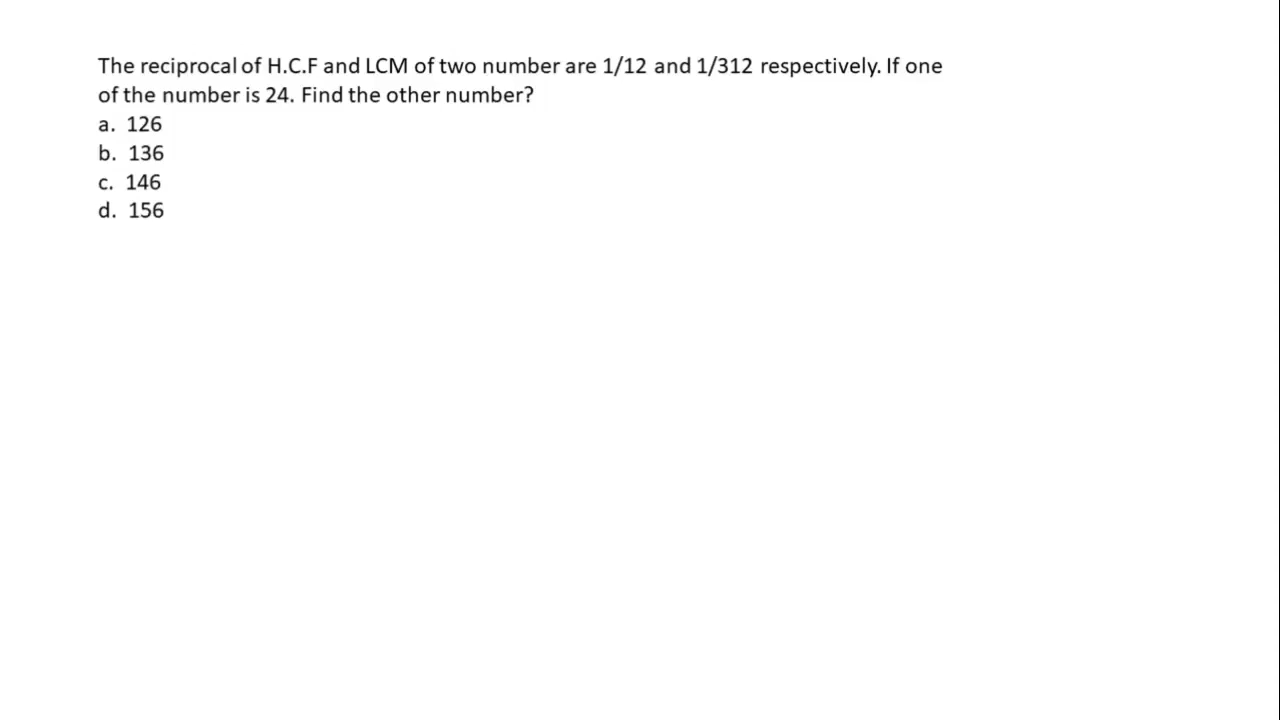 The reciprocal of H.C.F and LCM of two number are 1/12 and 1/312 respectively. If one
of the number is 24. Find the other number?
a. 126
b. 136
c. 146
d. 156